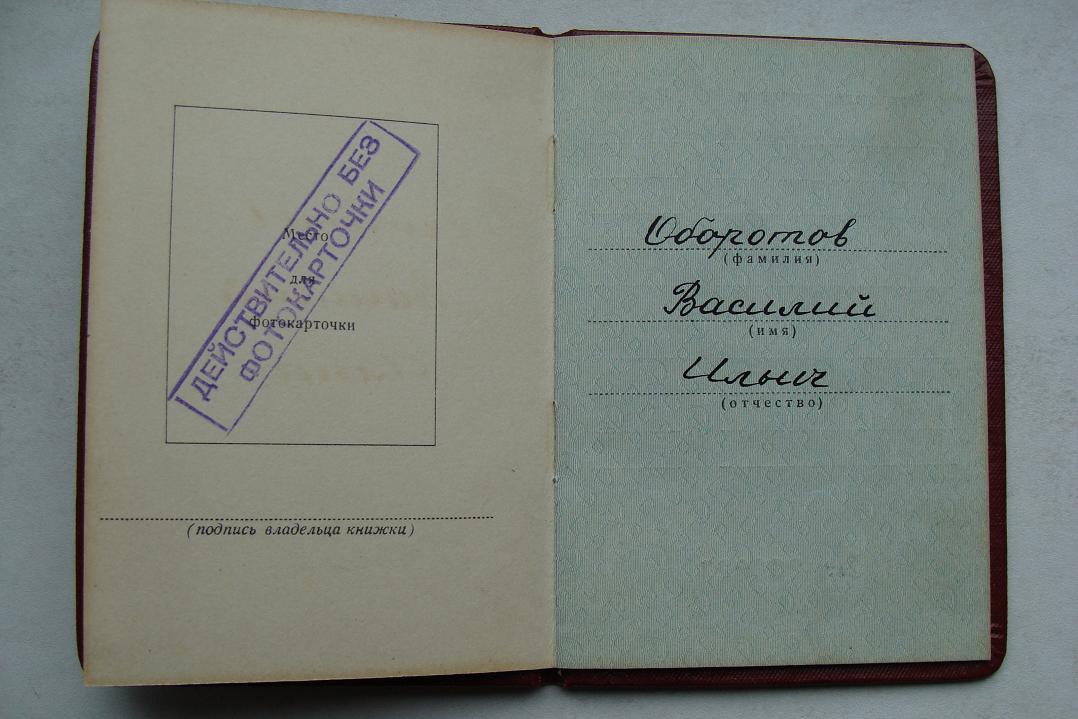 ДЕЙСТВИТЕЛЬНО БЕЗ
ФОТОКАРТОЧКИ
Место
для
фотокарточки
(подпись владельца книжки)
Оборотов
(фамилия)
Василий
(имя)
Ильич
(отчество)